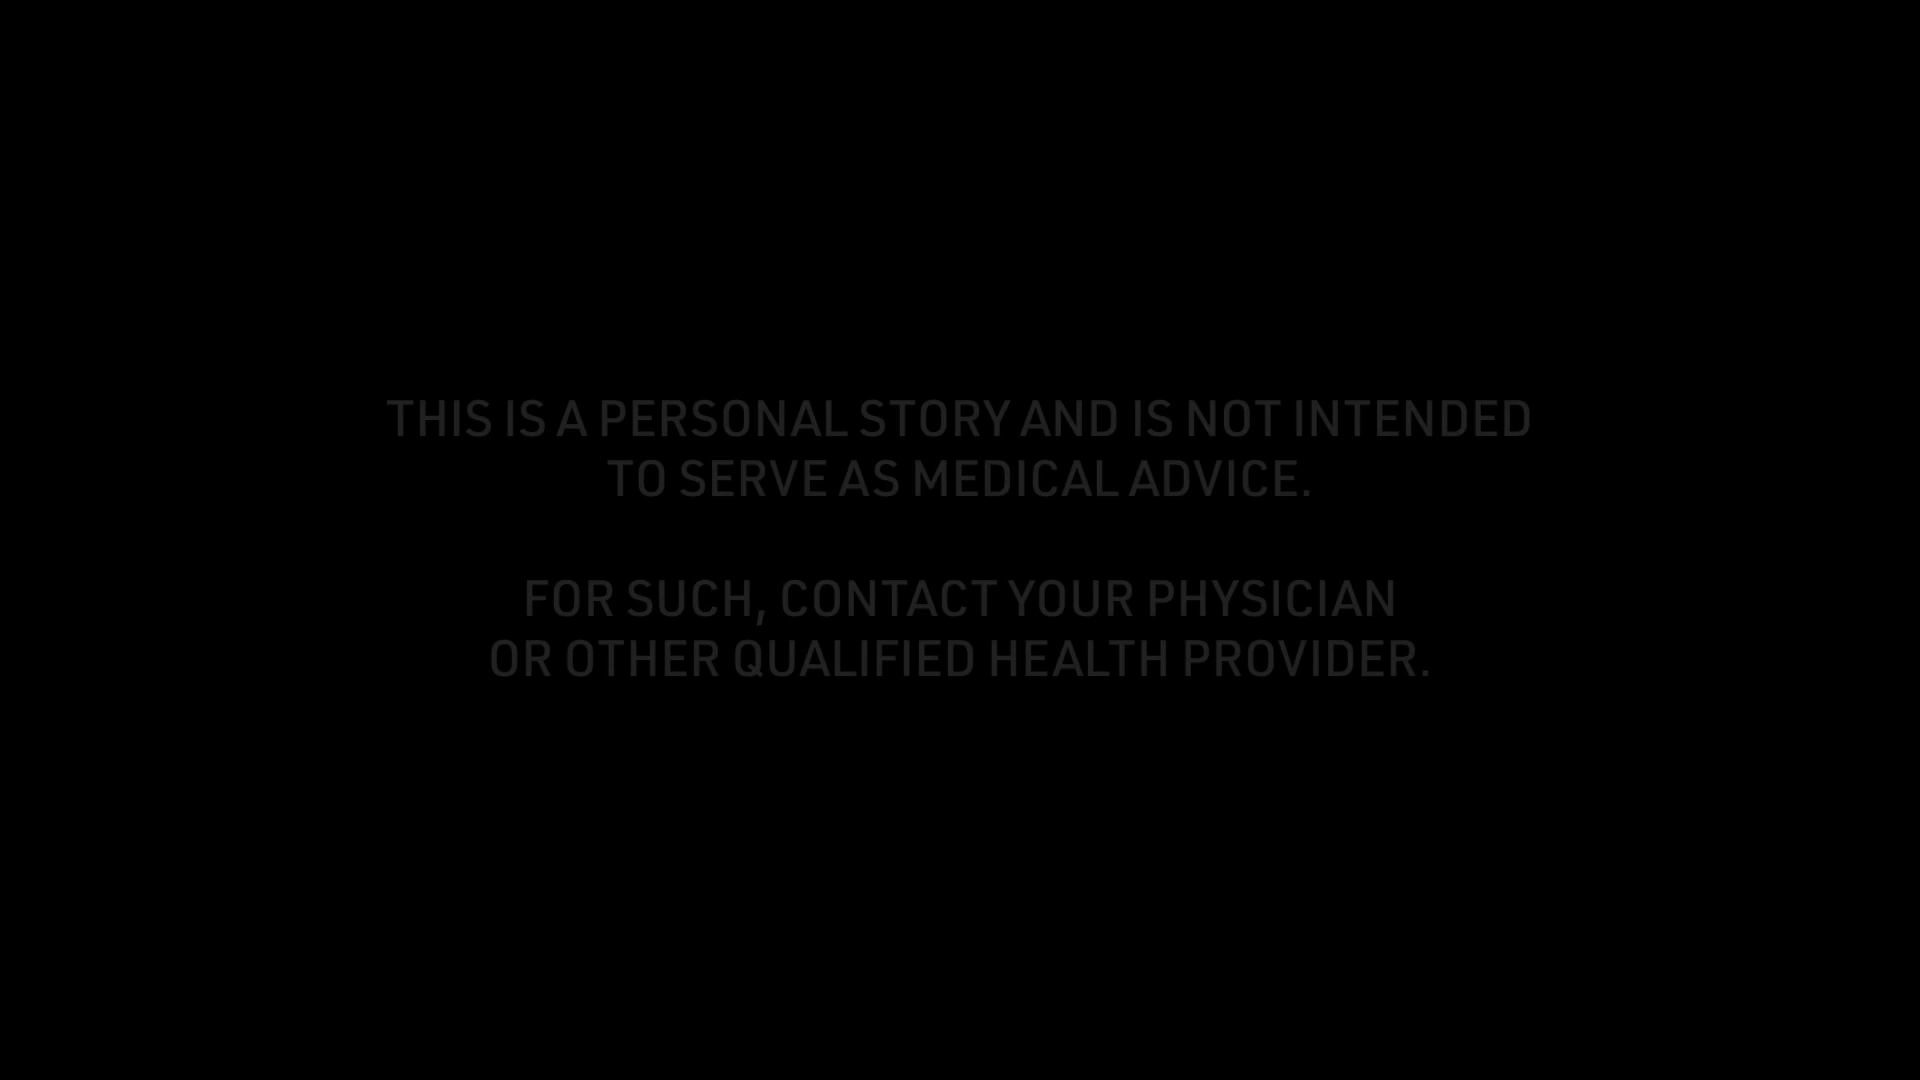 THIS IS A PERSONAL STORY AND IS NOT INTENDED
TO SERVE AS MEDICAL ADVICE.
FOR SUCH, CONTACT YOUR PHYSICIAN
OR OTHER QUALIFIED HEALTH PROVIDER.